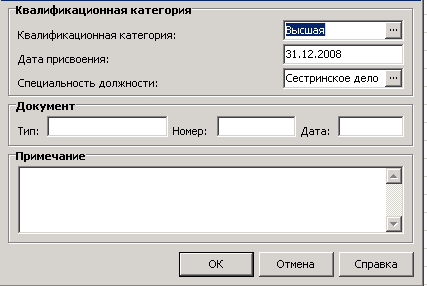 Квалификационная категория
Квалификационная категория: Высшая ...
Дата присвоения: 31.12.2008
Специальность должности: Сестринское дело ...
Документ
Тип: Номер: Дата:
Примечание
ОК Отмена Справка